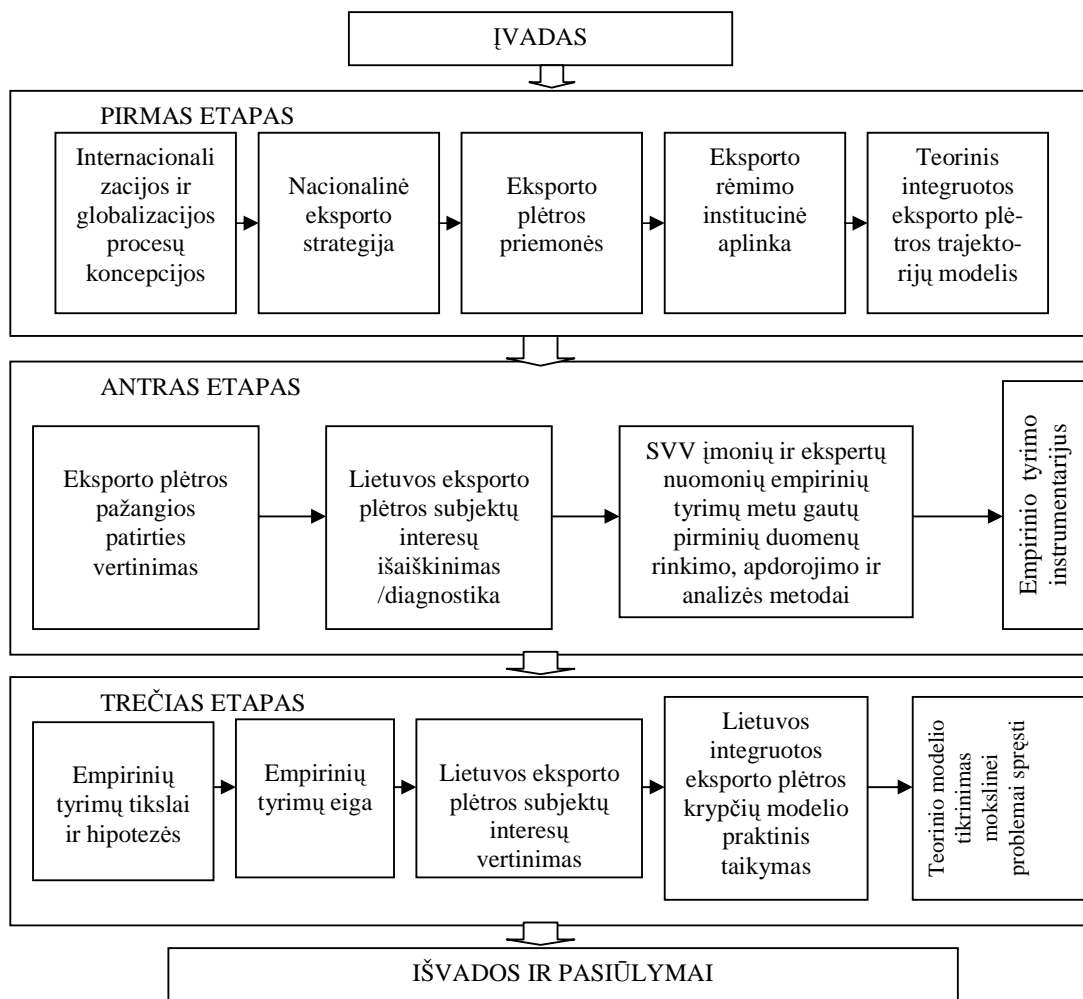 ĮVADAS
PIRMAS ETAPAS
Internacionali
zacijos ir
globalizacijos
procesų
koncepcijos
Nacionalinė
eksporto
strategija
Eksporto
plėtros
priemonės
Eksporto
rėmimo
institucinė
aplinka
Teorinis
integruotos
eksporto plė-
tros trajekto-
rijų modelis
ANTRAS ETAPAS
Eksporto plėtros
pažangios
patirties
vertinimas
Lietuvos eksporto
plėtros subjektų
interesų
išaiškinimas
/diagnostika
SVV įmonių ir ekspertų
nuomonių empirinių
tyrimų metu gautų
pirminių duomenų
rinkimo, apdorojimo ir
analizės metodai
Empirinio tyrimo
instrumentarijus
TREČIAS ETAPAS
Empirinių
tyrimų tikslai
ir hipotezės
Empirinių
tyrimų eiga
Lietuvos eksporto
plėtros subjektų
interesų
vertinimas
Lietuvos
integruotos
eksporto plėtros
krypčių modelio
praktinis
taikymas
Teorinio modelio
tikrinimas
mokslinei
problemai spręsti
IŠVADOS IR PASIŪLYMAI